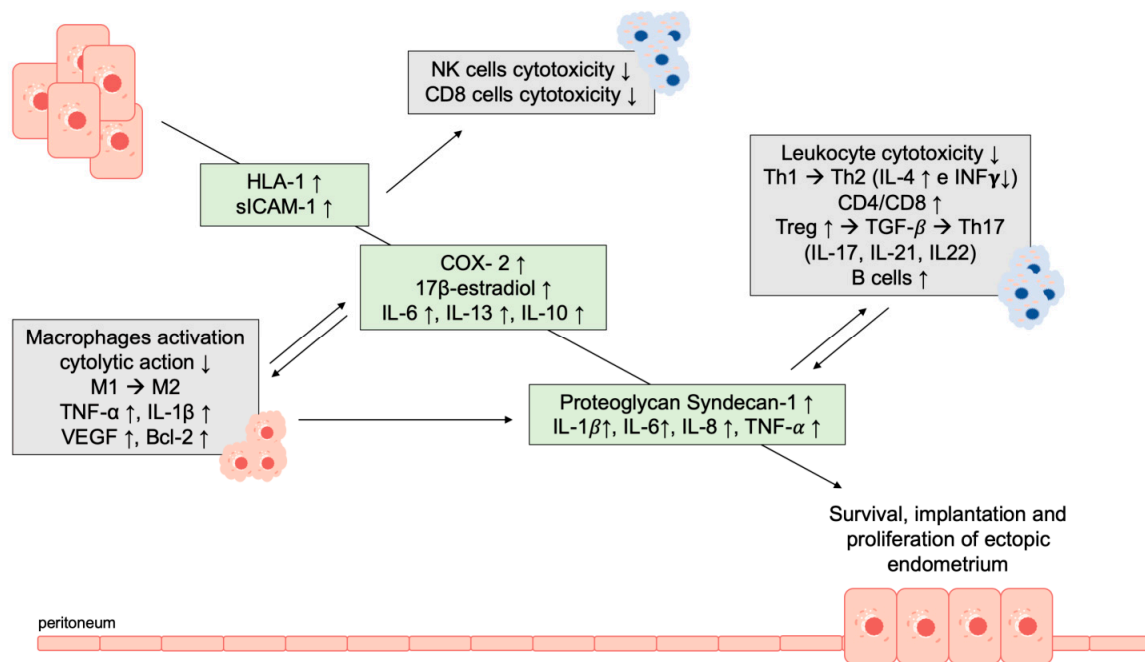 NK cells cytotoxicity ↓
CD8 cells cytotoxicity ↓
HLA-1 ↑
sICAM-1 ↑
Leukocyte cytotoxicity ↓
Th1 → Th2 (IL-4 ↑ e INFγ↓)
CD4/CD8 ↑
Treg ↑ → TGF-β → Th17
(IL-17, IL-21, IL22)
B cells ↑
COX- 2 ↑
17β-estradiol ↑
IL-6 ↑, IL-13 ↑, IL-10 ↑
Macrophages activation
cytolytic action ↓
M1 → M2
TNF-α ↑, IL-1β ↑
VEGF ↑, Bcl-2 ↑
Proteoglycan Syndecan-1 ↑
IL-1β↑, IL-6↑, IL-8 ↑, TNF-α ↑
Survival, implantation and
proliferation of ectopic
endometrium
peritoneum